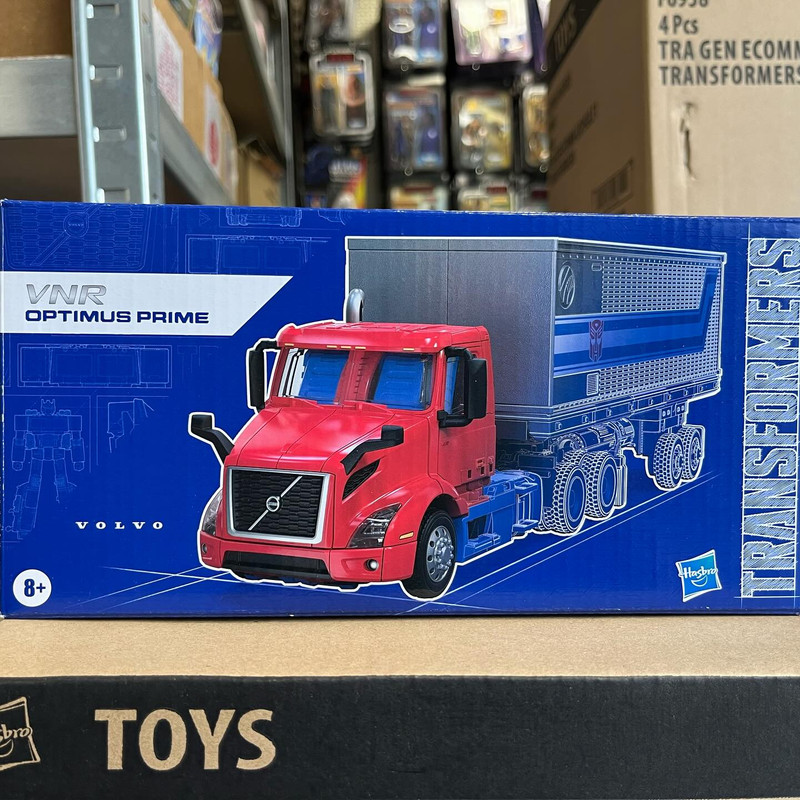 4 Pcs
TRA GEN ECOMM
TRANSFORMERS
VNR
OPTIMUS PRIME
TRANSFORMERS
VOLVO
8+
Hasbro
TOYS